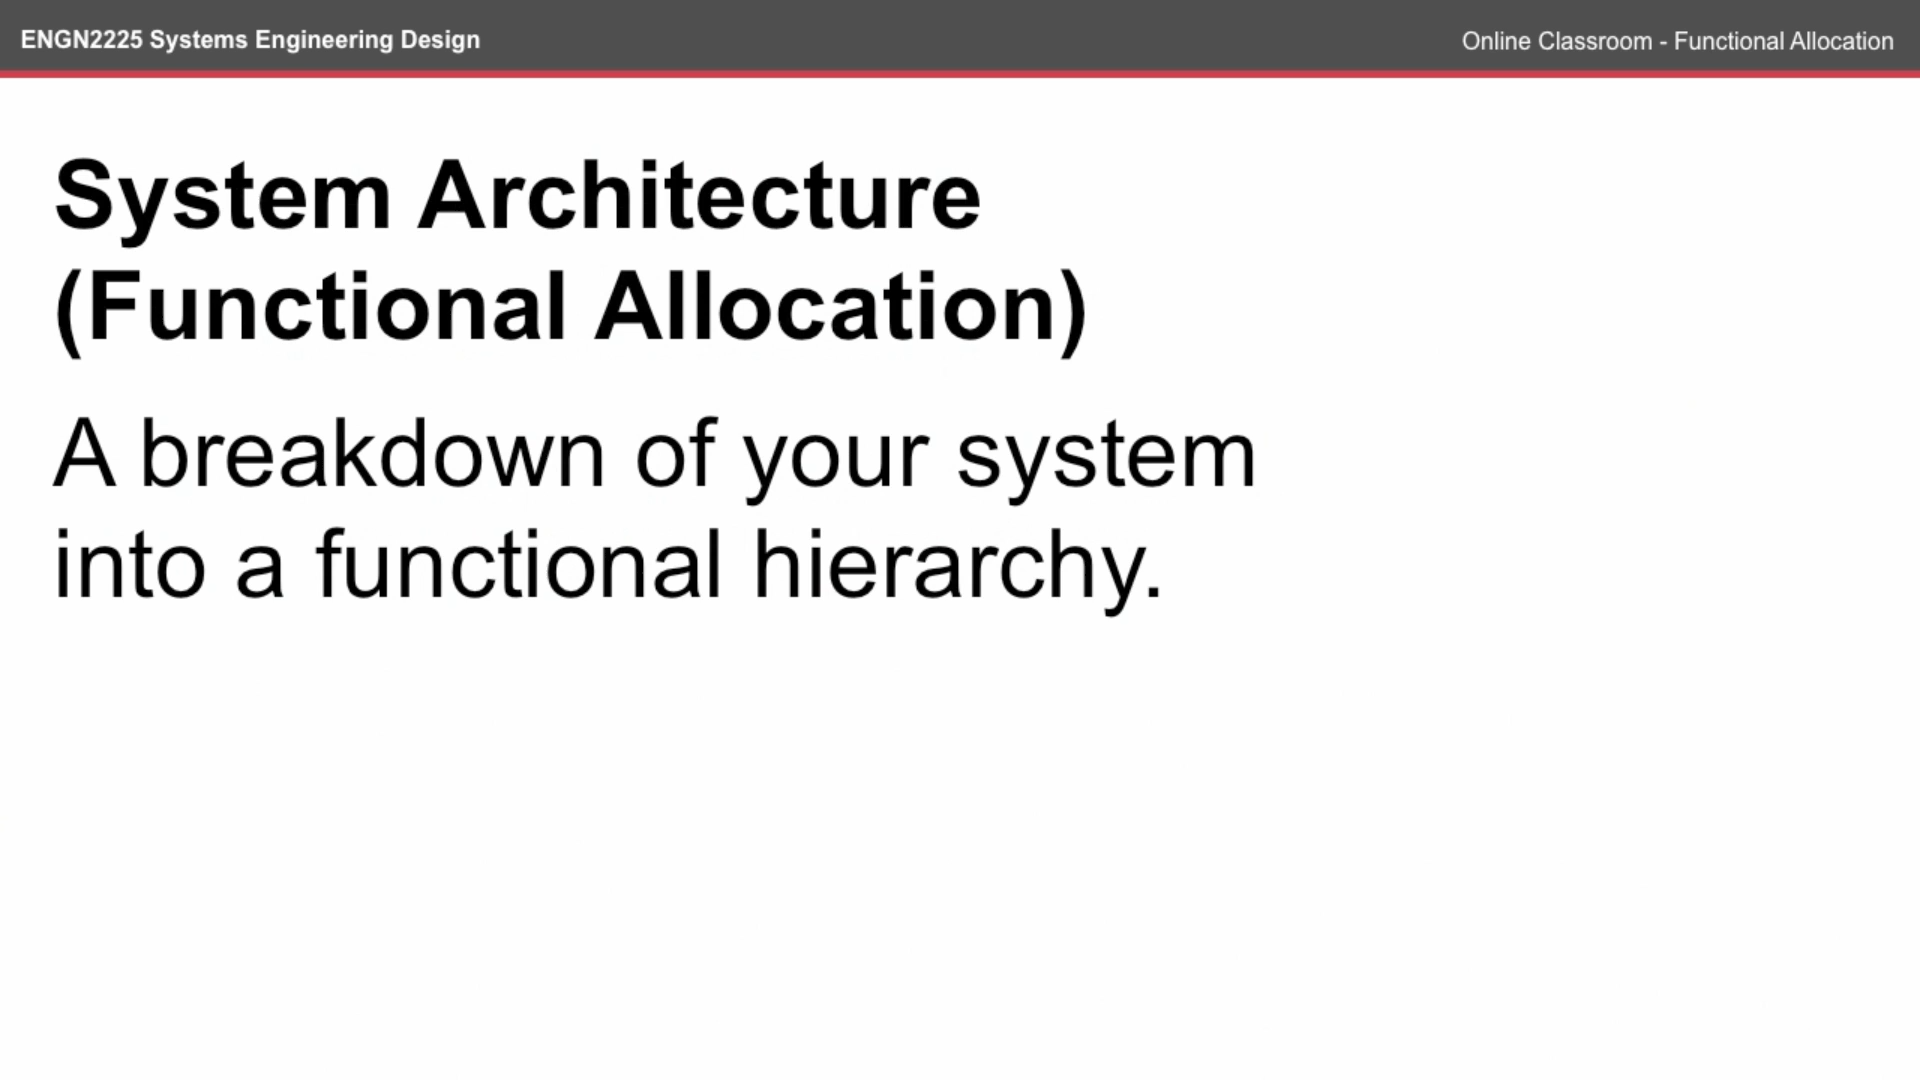 ENGN2225 Systems Engineering Design
Online Classroom - Functional Allocation
System Architecture
(Functional Allocation)
A breakdown of your system
into a functional hierarchy.